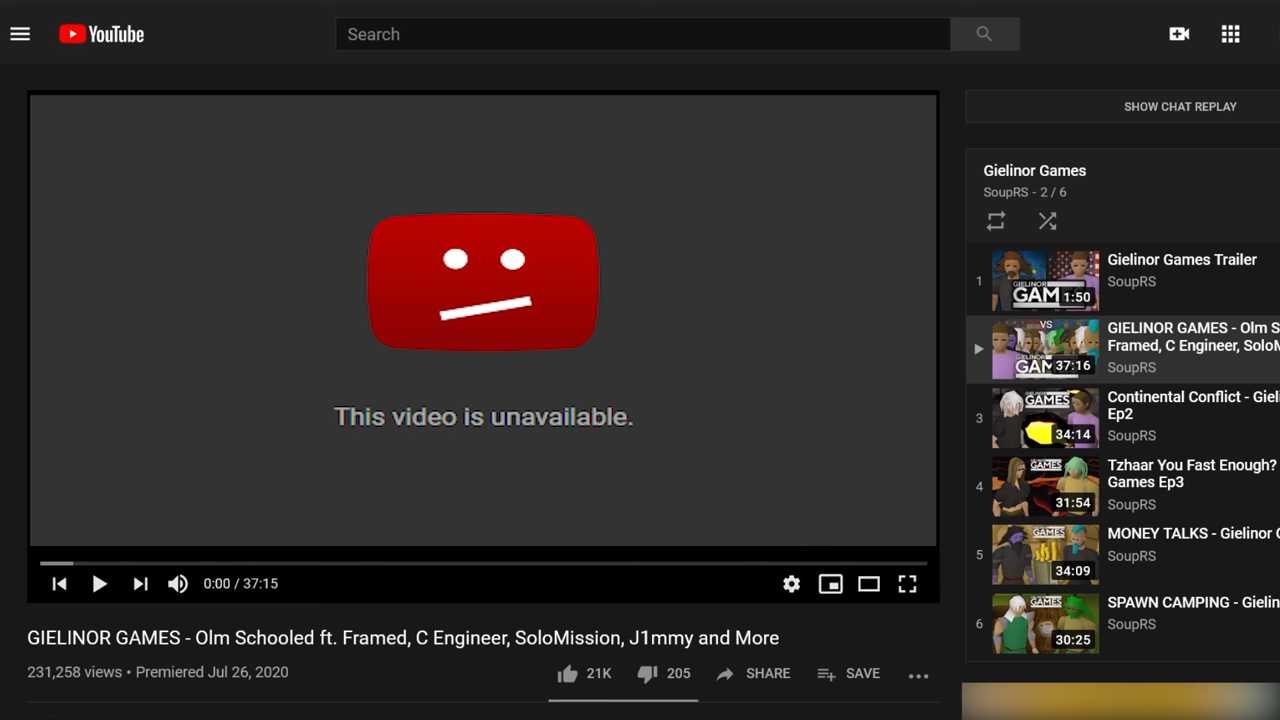 YouTube
Search
This video is unavailable.
0:00 / 37:15
GIELINOR GAMES - Olm Schooled ft. Framed, C Engineer, SoloMission, J1mmy and More
231,258 views • Premiered Jul 26, 2020
21K
205
SHARE
SAVE
SHOW CHAT REPLAY
Gielinor Games
SoupRS - 2 / 6
1
GIELINOR
GAM
1:50
Gielinor Games Trailer
SoupRS
VS
GIELINOR
GAM
37:16
GIELINOR GAMES - Olm S
Framed, C Engineer, SoloM
SoupRS
3
GAMES
34:14
Continental Conflict - Giel
Ep2
SoupRS
4
GAMES
31:54
Tzhaar You Fast Enough?
Games Ep3
SoupRS
5
GAMES
34:09
MONEY TALKS - Gielinor G
SoupRS
6
GAMES
30:25
SPAWN CAMPING - Gielin
SoupRS